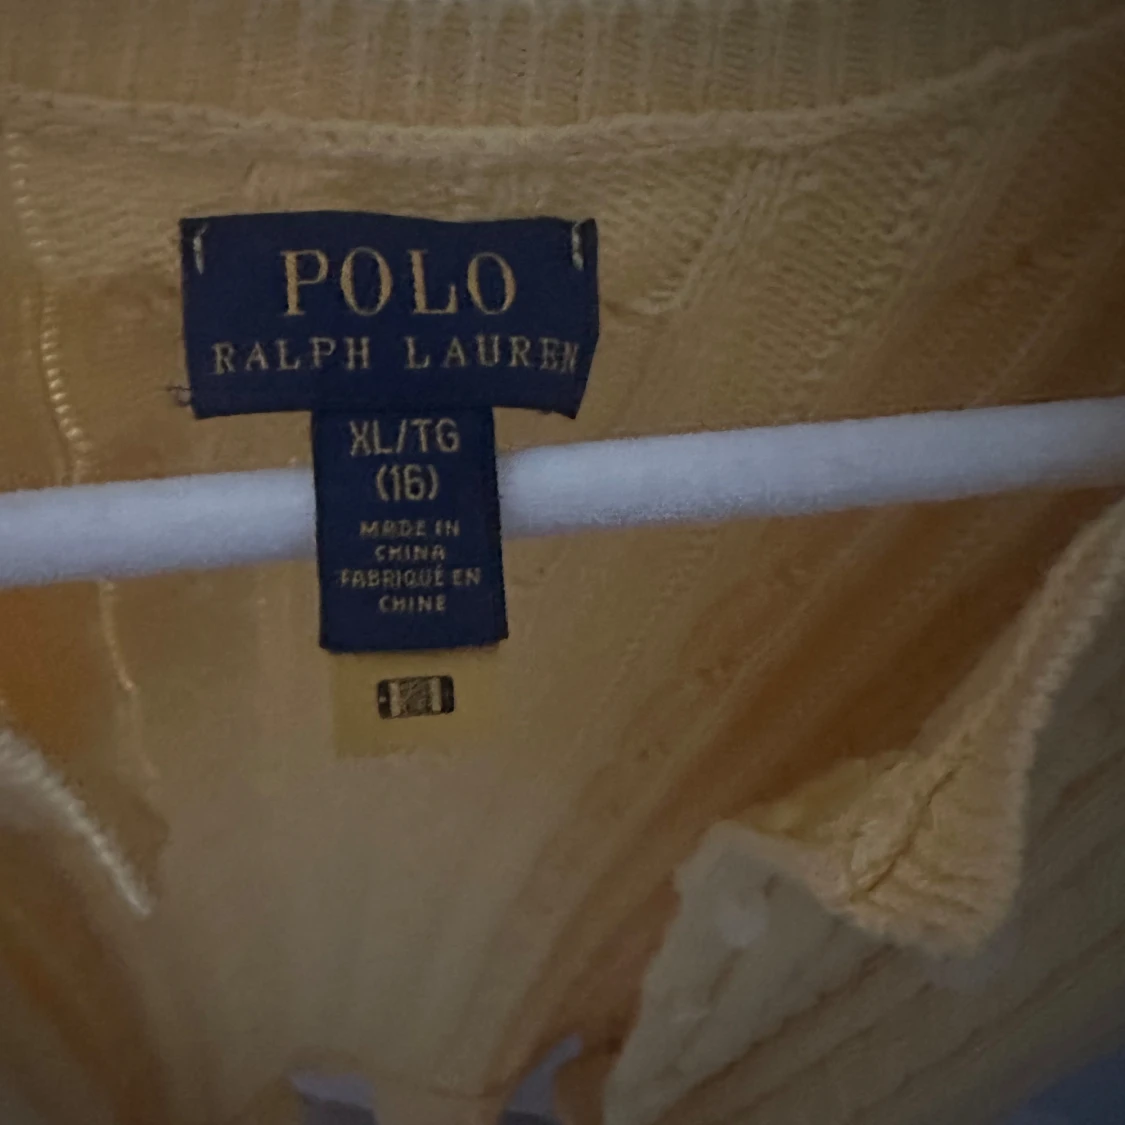 POLO
RALPH LAUREN
XL/TG
(16)
MADE IN
CHINA
FABRIQUÉ EN
CHINE